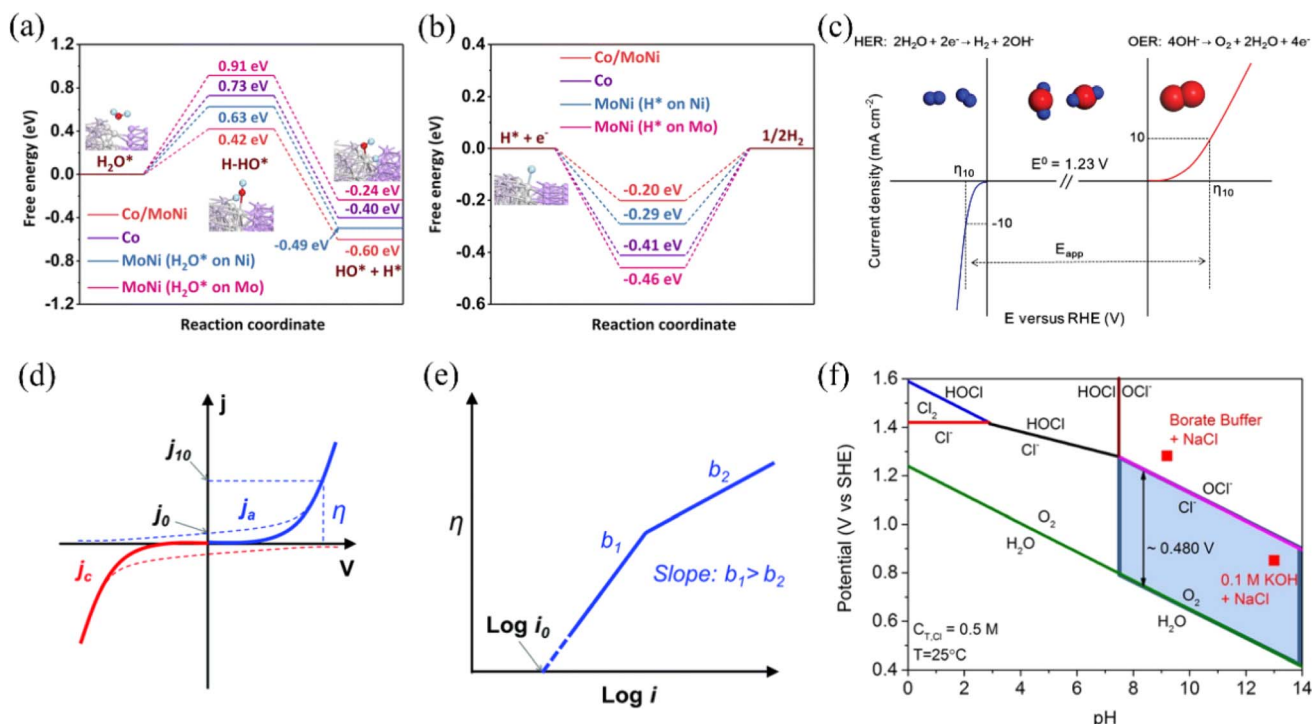 (a)
Free energy (eV)
1.2
0.8
0.4
0.0
-0.4
-0.8
-1.2
0.91 eV
0.73 eV
0.63 eV
0.42 eV
H₂O*
H-HO*
-0.24 eV
-0.40 eV
-0.49 eV
-0.60 eV
HO* + H*
Co/MoNi
Co
MoNi (H₂O* on Ni)
MoNi (H₂O* on Mo)
Reaction coordinate
(b)
Free energy (eV)
0.4
0.2
0.0
-0.2
-0.4
-0.6
Co/MoNi
Co
MoNi (H* on Ni)
MoNi (H* on Mo)
H* + e⁻
1/2H₂
-0.20 eV
-0.29 eV
-0.41 eV
-0.46 eV
Reaction coordinate
(c)
HER: 2H₂O + 2e⁻→ H₂ + 2OH⁻
OER: 4OH⁻→ O₂ + 2H₂O + 4e⁻
Current density (mA cm⁻²)
10
η₁₀
E⁰ = 1.23 V
η₁₀
-10
Eₐₚₚ
E versus RHE (V)
(d)
j
j₁₀
j₀
jₐ
η
V
j_c
(e)
η
b₁
b₂
Slope: b₁> b₂
Log i₀
Log i
(f)
Potential (V vs SHE)
1.6
1.4
1.2
1.0
0.8
0.6
0.4
HOCl
Cl₂
Cl⁻
HOCl
Cl⁻
HOCl
OCl⁻
Borate Buffer
+ NaCl
OCl⁻
Cl⁻
O₂
H₂O
~ 0.480 V
0.1 M KOH
+ NaCl
O₂
H₂O
C_T,Cl = 0.5 M
T=25°C
0 2 4 6 8 10 12 14
pH